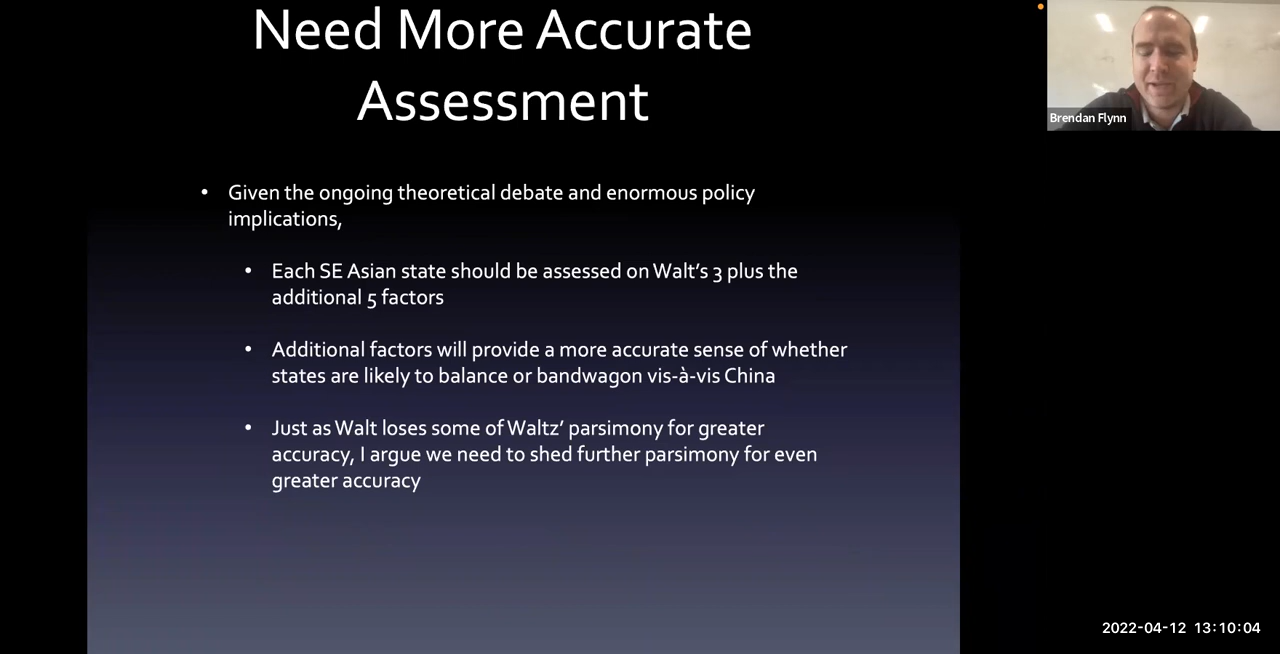 Need More Accurate
Assessment
Brendan Flynn
• Given the ongoing theoretical debate and enormous policy
implications,
• Each SE Asian state should be assessed on Walt’s 3 plus the
additional 5 factors
• Additional factors will provide a more accurate sense of whether
states are likely to balance or bandwagon vis-à-vis China
• Just as Walt loses some of Waltz’ parsimony for greater
accuracy, I argue we need to shed further parsimony for even
greater accuracy
2022-04-12 13:10:04